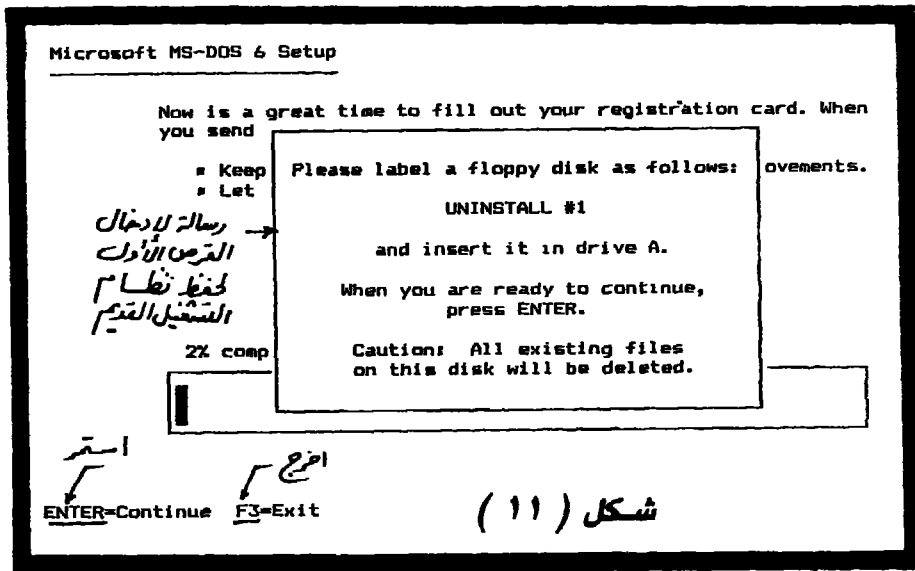 Microsoft MS-DOS 6 Setup
Now is a great time to fill out your registration card. When
you send
■ Keep
ovements.
■ Let
Please label a floppy disk as follows:
UNINSTALL #1
and insert it in drive A.
When you are ready to continue,
press ENTER.
Caution: All existing files
on this disk will be deleted.
رسالة لإدخال
القرص الأول
لحفظ نظام
التشغيل القديم
2% comp
استمر
اخرج
ENTER=Continue F3=Exit
شكل (١١)